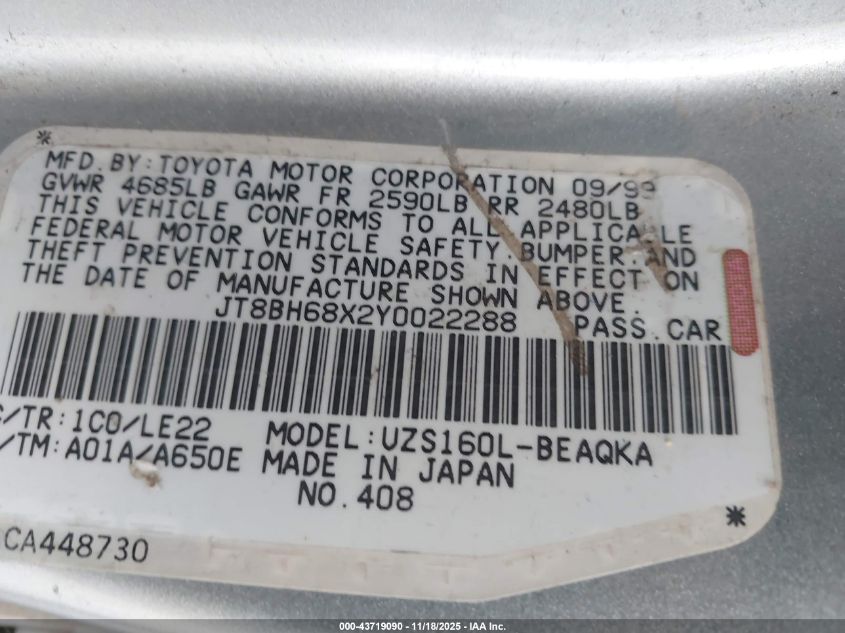 MFD. BY: TOYOTA MOTOR CORPORATION 09/99
GVWR 4685LB GAWR FR 2590LB RR 2480LB
THIS VEHICLE CONFORMS TO ALL APPLICABLE
FEDERAL MOTOR VEHICLE SAFETY, BUMPER, AND
THEFT PREVENTION STANDARDS IN EFFECT ON
THE DATE OF MANUFACTURE SHOWN ABOVE.
JT8BH68X2Y0022288 PASS. CAR
/TR: 1C0/LE22 MODEL: UZS160L-BEAQKA
/TM: A01A/A650E MADE IN JAPAN
NO. 408
CA448730
000-43719090 - 11/18/2025 - IAA Inc.